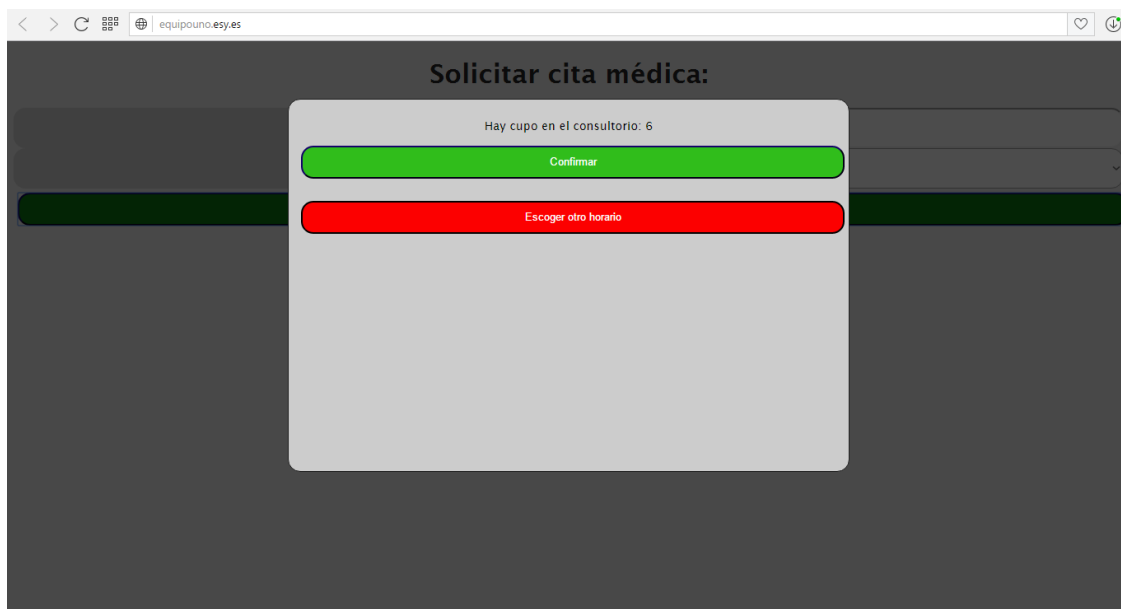 equipouno.esy.es
Solicitar cita médica:
Hay cupo en el consultorio: 6
Confirmar
Escoger otro horario